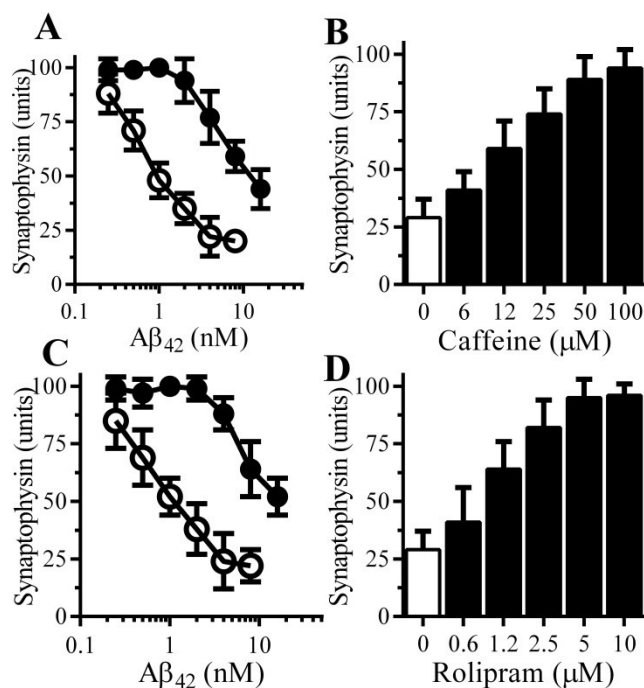 A
Synaptophysin (units)
100
75
50
25
0
0.1 1 10
Aβ42 (nM)
B
Synaptophysin (units)
100
75
50
25
0
0 6 12 25 50 100
Caffeine (μM)
C
Synaptophysin (units)
100
75
50
25
0
0.1 1 10
Aβ42 (nM)
D
Synaptophysin (units)
100
75
50
25
0
0 0.6 1.2 2.5 5 10
Rolipram (μM)